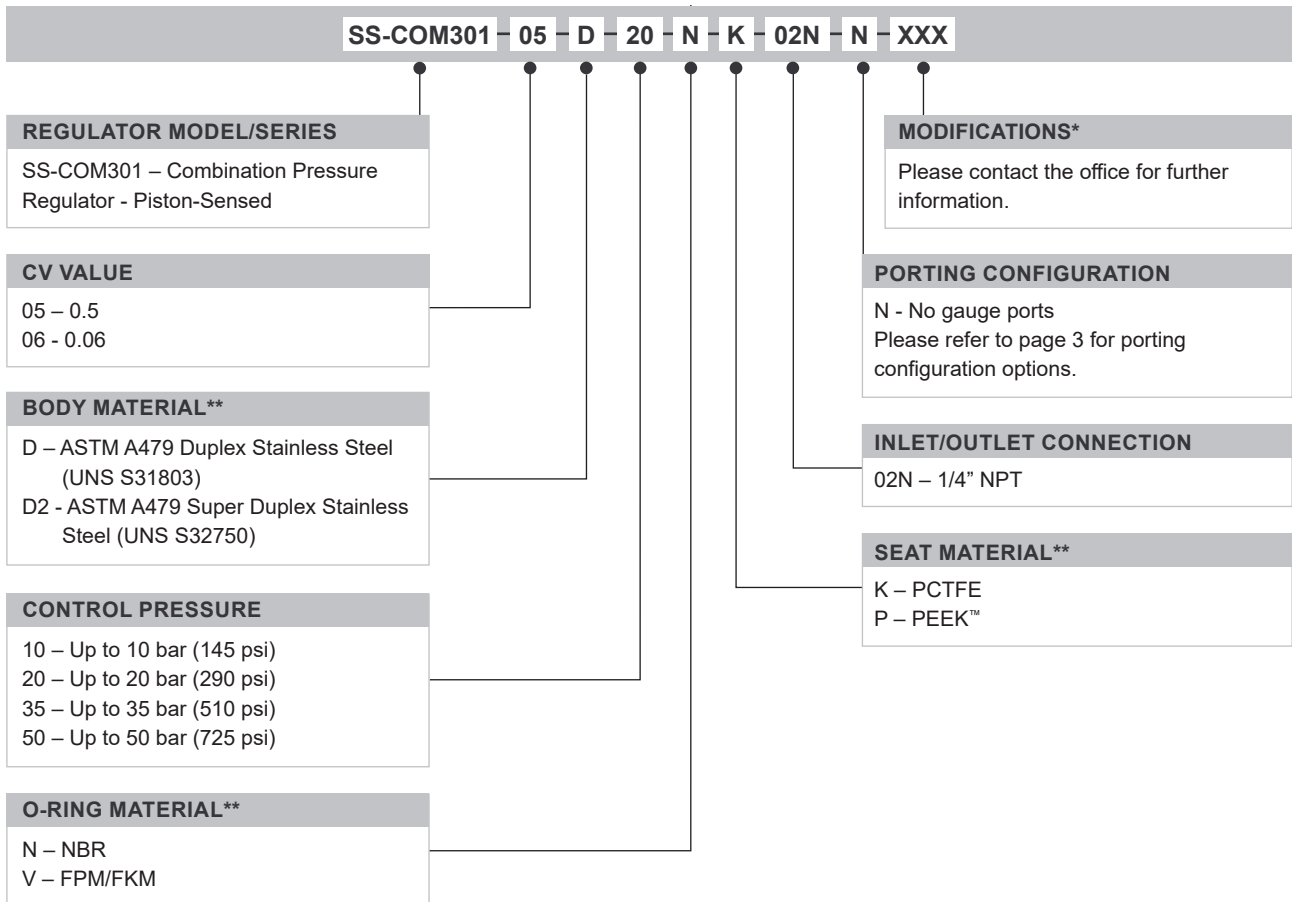 SS-COM301 - 05 - D - 20 - N - K - 02N - N - XXX
REGULATOR MODEL/SERIES
SS-COM301 – Combination Pressure
Regulator - Piston-Sensed
CV VALUE
05 – 0.5
06 - 0.06
BODY MATERIAL**
D – ASTM A479 Duplex Stainless Steel
(UNS S31803)
D2 - ASTM A479 Super Duplex Stainless
Steel (UNS S32750)
CONTROL PRESSURE
10 – Up to 10 bar (145 psi)
20 – Up to 20 bar (290 psi)
35 – Up to 35 bar (510 psi)
50 – Up to 50 bar (725 psi)
O-RING MATERIAL**
N – NBR
V – FPM/FKM
MODIFICATIONS*
Please contact the office for further
information.
PORTING CONFIGURATION
N - No gauge ports
Please refer to page 3 for porting
configuration options.
INLET/OUTLET CONNECTION
02N – 1/4” NPT
SEAT MATERIAL**
K – PCTFE
P – PEEK™